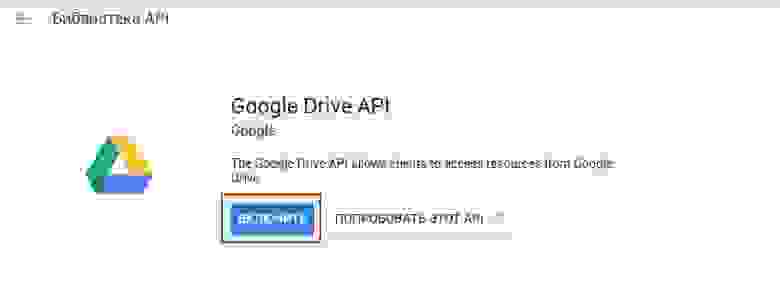 Библиотека API
Google Drive API
Google
The Google Drive API allows clients to access resources from Google
Drive.
ВКЛЮЧИТЬ ПОПРОБОВАТЬ ЭТОТ API